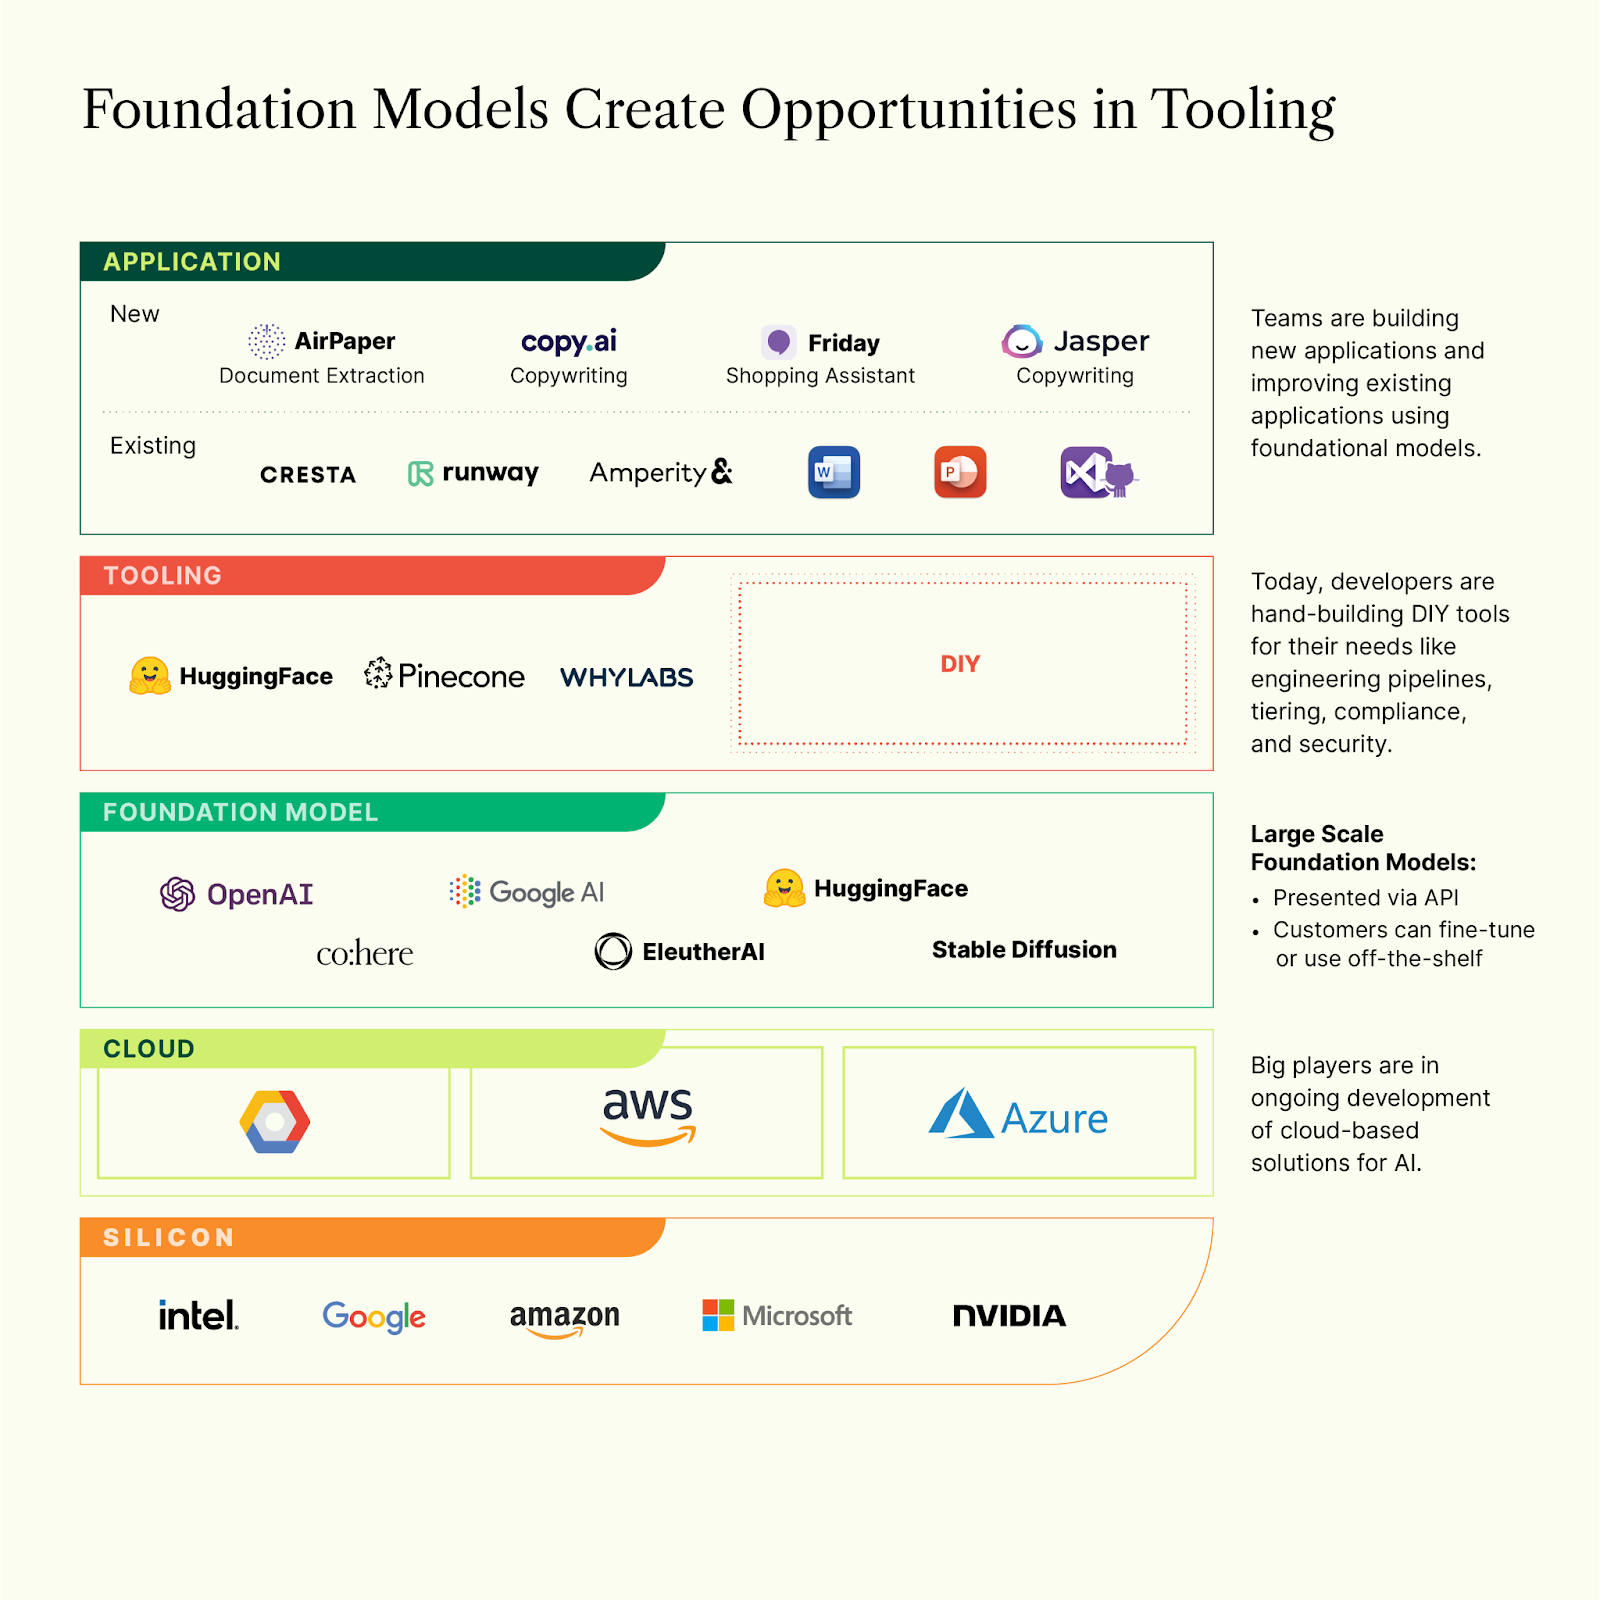 Foundation Models Create Opportunities in Tooling
APPLICATION
New
AirPaper
Document Extraction
copy.ai
Copywriting
Friday
Shopping Assistant
Jasper
Copywriting
Existing
CRESTA
runway
Amperity &
W
P
Teams are building
new applications and
improving existing
applications using
foundational models.
TOOLING
HuggingFace
Pinecone
WHYLABS
DIY
Today, developers are
hand-building DIY tools
for their needs like
engineering pipelines,
tiering, compliance,
and security.
FOUNDATION MODEL
OpenAI
Google AI
HuggingFace
co:here
EleutherAI
Stable Diffusion
Large Scale
Foundation Models:
• Presented via API
• Customers can fine-tune
or use off-the-shelf
CLOUD
aws
Azure
Big players are in
ongoing development
of cloud-based
solutions for AI.
SILICON
intel.
Google
amazon
Microsoft
NVIDIA